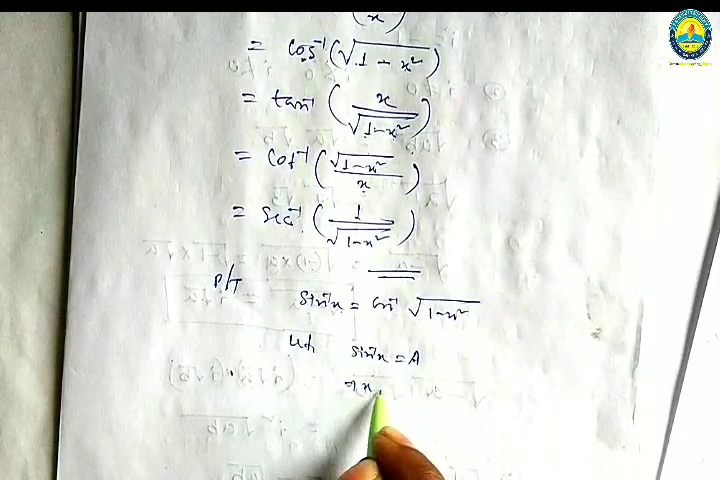 x)
= cos⁻¹(√1 − x²)
= tan⁻¹(x/√1−x²)
= cot⁻¹(√1−x²/x)
= sec⁻¹(1/√1−x²)
P/T sin⁻¹x = cos⁻¹ √1−x²
Let sin⁻¹x = A
⇒ x